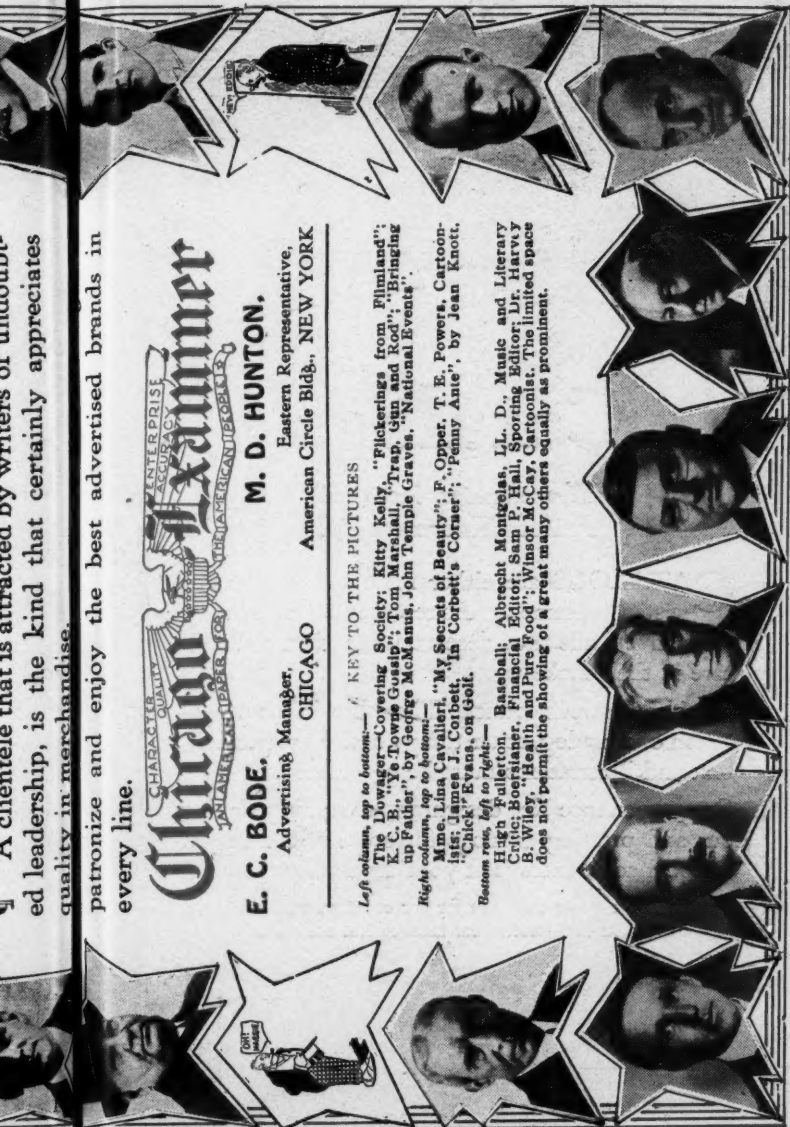 ¶ A clientele that is attracted by writers of undoubt-
ed leadership, is the kind that certainly appreciates
quality in merchandise.
patronize and enjoy the best advertised brands in
every line.
CHARACTER QUALITY ENTERPRISE ACCURACY
Chicago Examiner
AN AMERICAN PAPER FOR THE AMERICAN PEOPLE
E. C. BODE, M. D. HUNTON,
Advertising Manager, Eastern Representative,
CHICAGO American Circle Bldg., NEW YORK
KEY TO THE PICTURES
Left column, top to bottom:—
The Dowager—Covering Society; Kitty Kelly, "Flickerings from Filmland";
K. C. B., "Ye Towne Gossip"; Tom Marshall, "Trap, Gun and Rod"; "Bringing
up Father", by George McManus, John Temple Graves, "National Events".
Right column, top to bottom:—
Mme. Lina Cavalieri, "My Secrets of Beauty"; F. Opper, T. E. Powers, Cartoon-
ists; James J. Corbett, "In Corbett's Corner"; "Penny Ante", by Jean Knott,
"Chick" Evans, on Golf.
Bottom row, left to right:—
Hugh Fullerton, Baseball; Albrecht Montgelas, LL. D., Music and Literary
Critic; Boersianer, Financial Editor; Sam P. Hall, Sporting Editor; Dr. Harvey
B. Wiley, "Health and Pure Food"; Winsor McCay, Cartoonist. The limited space
does not permit the showing of a great many others equally as prominent.
OH! MAGGIE
HEY! EDDIE